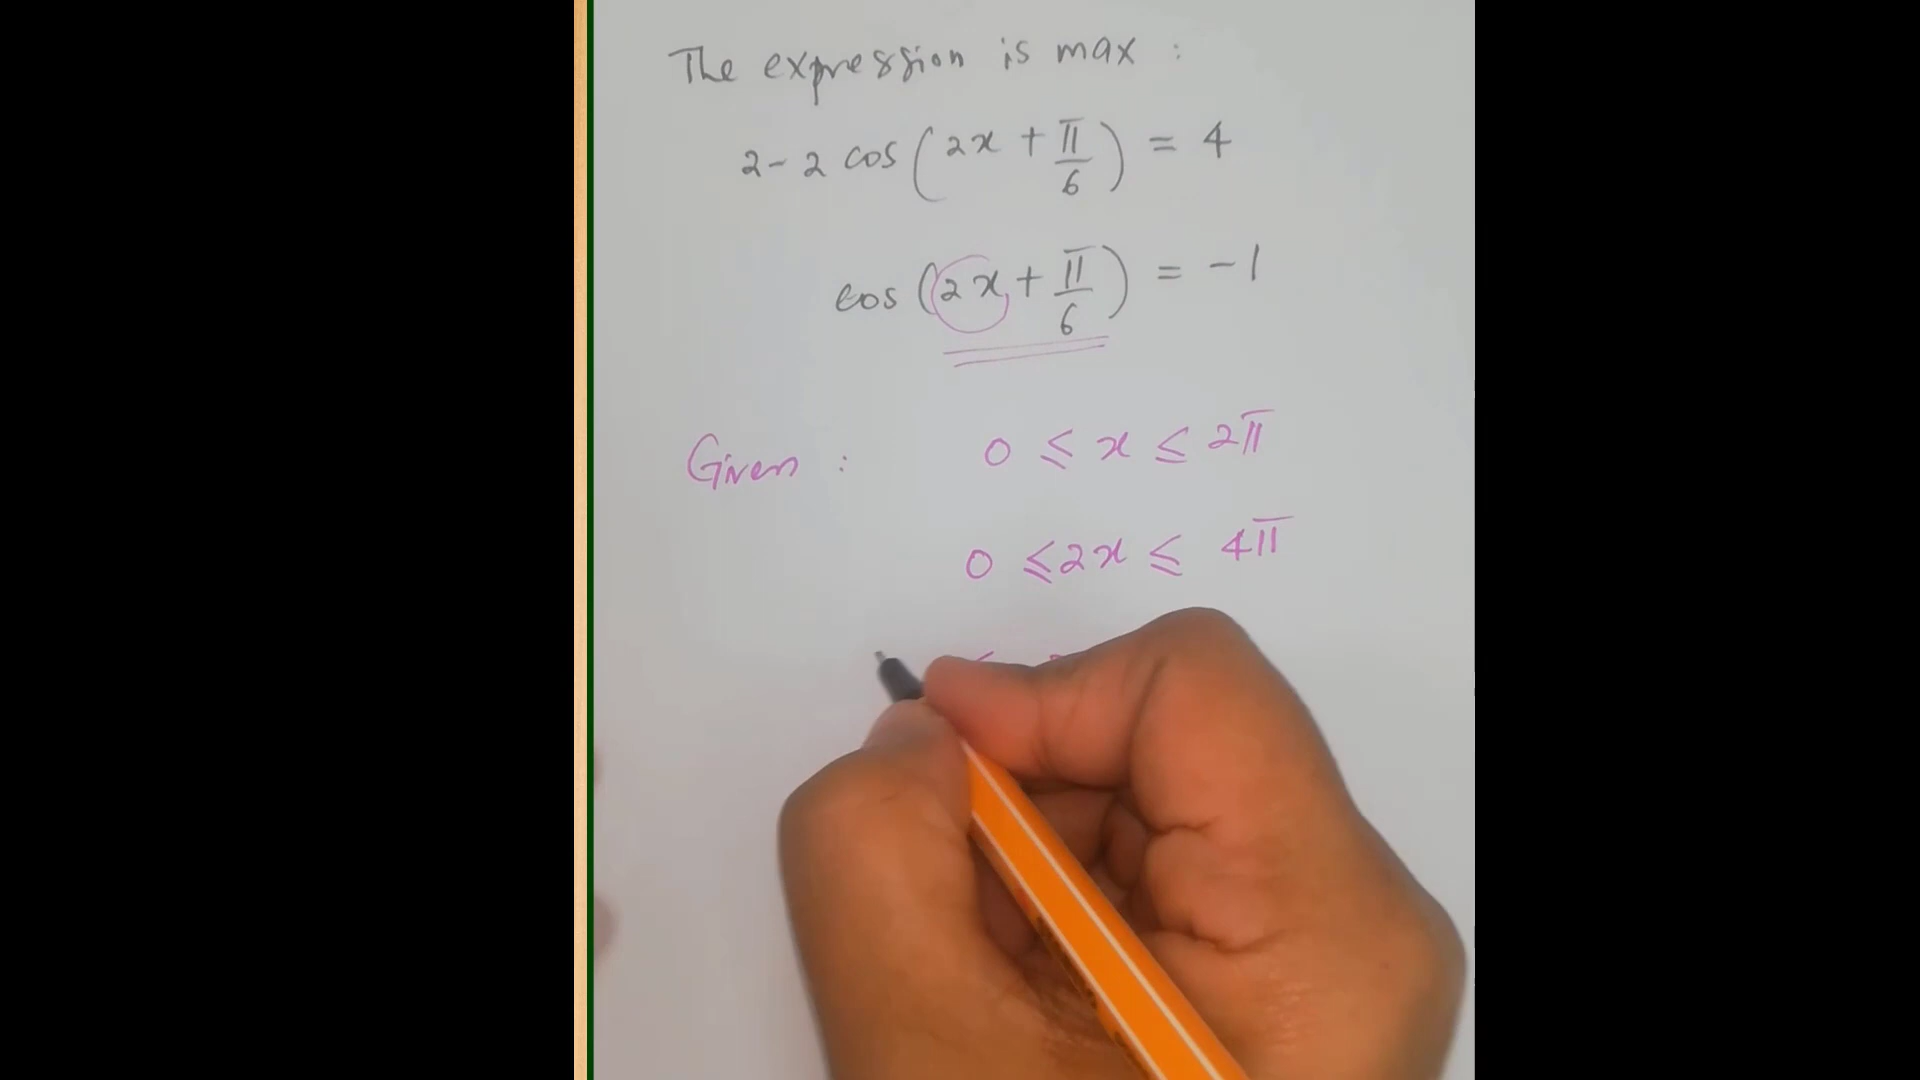 The expression is max :
2 - 2 cos (2x + π/6) = 4
cos (2x + π/6) = -1
Given : 0 ≤ x ≤ 2π
0 ≤ 2x ≤ 4π
≤